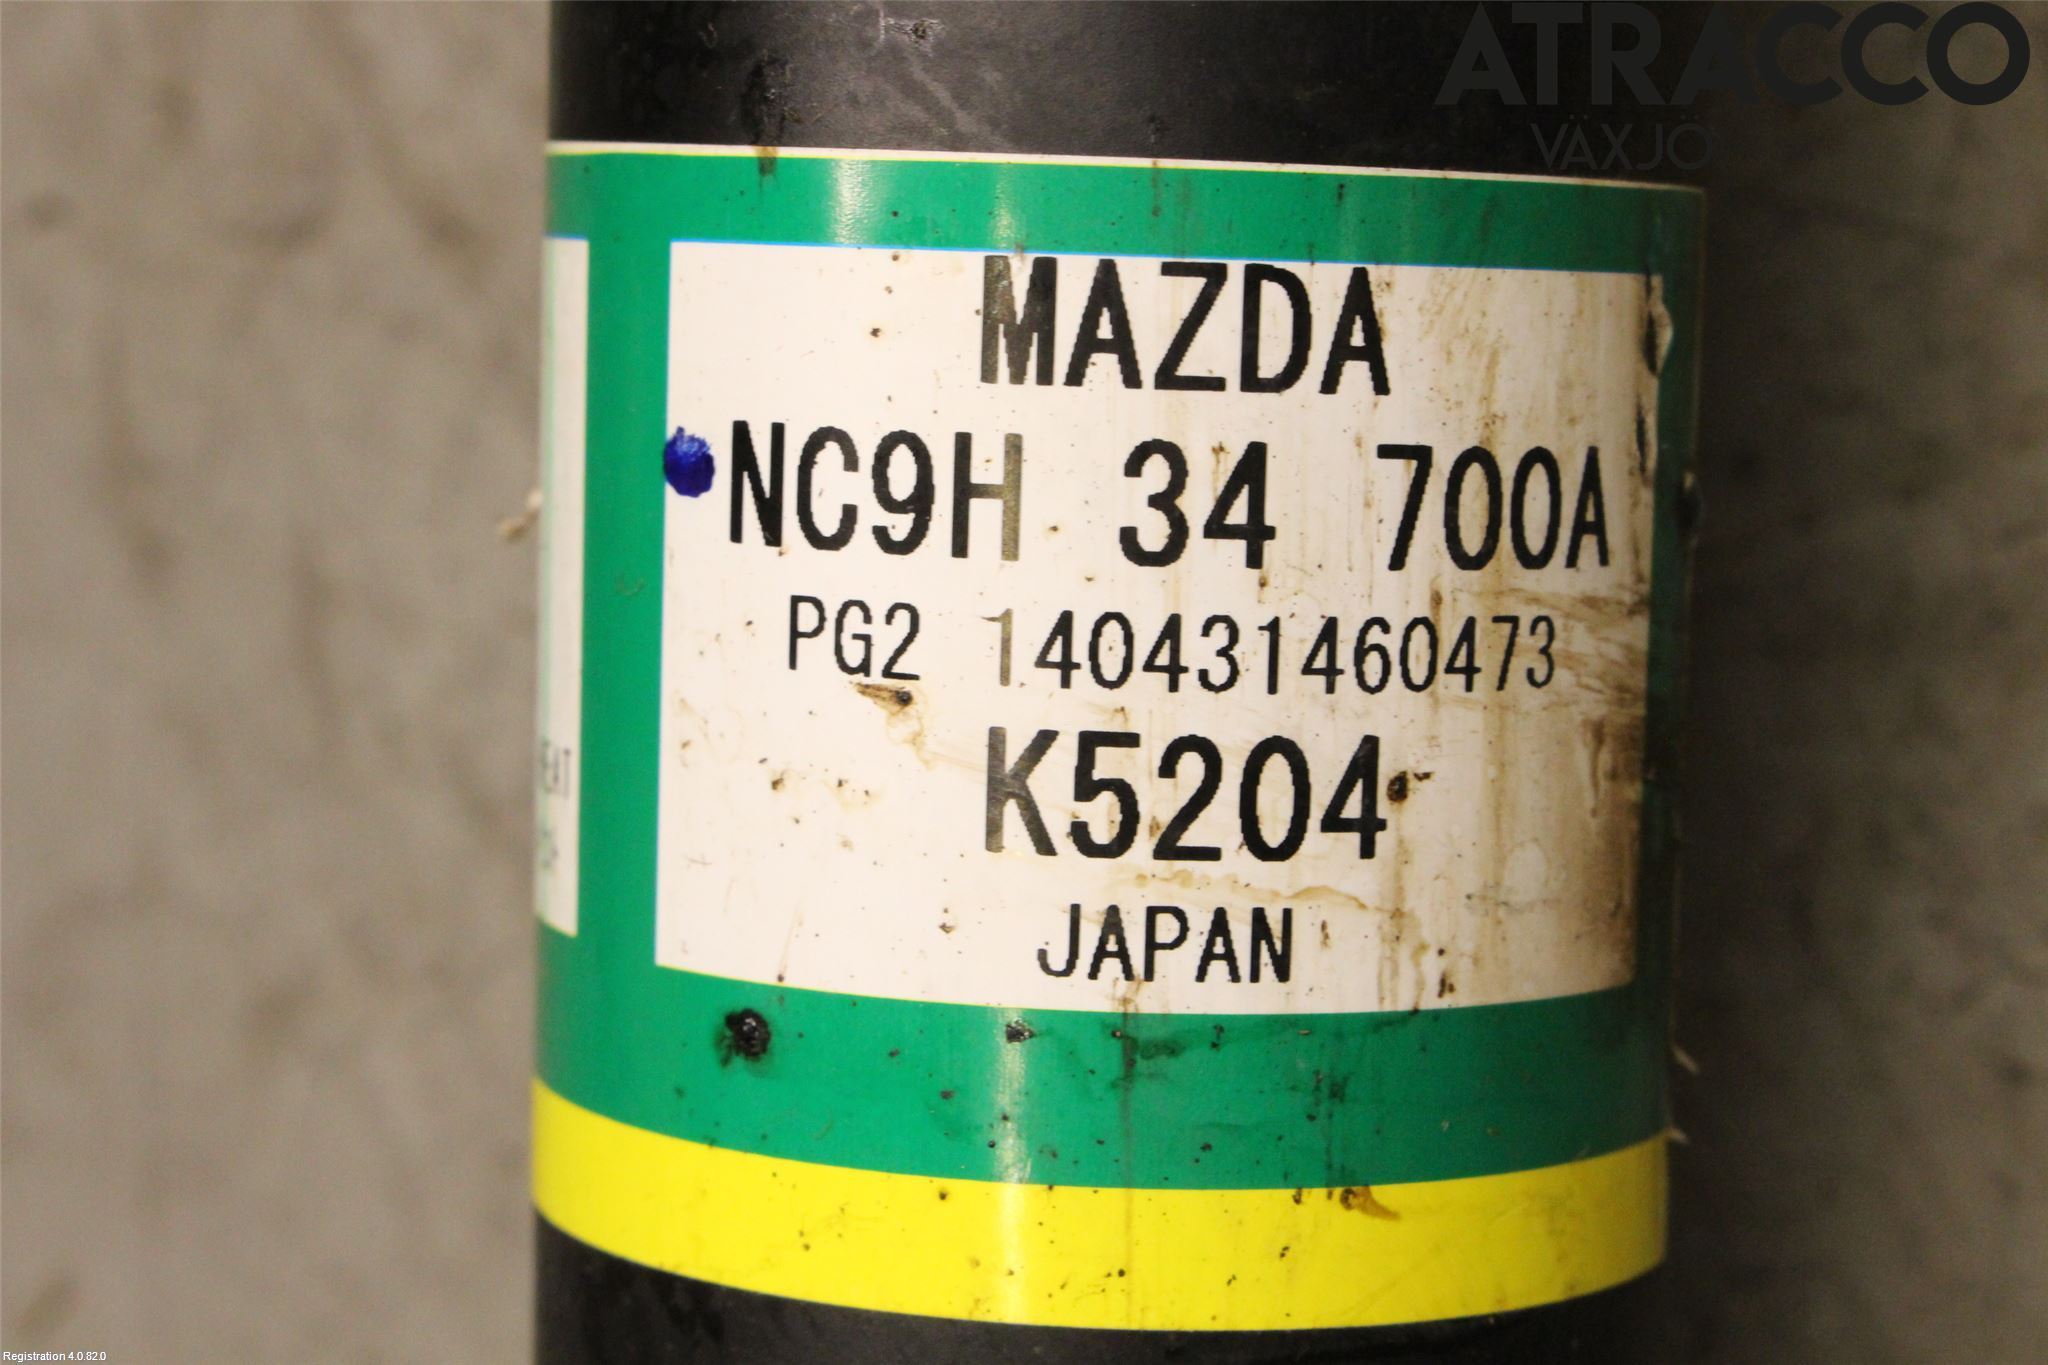 ATRACCO
VÄXJÖ
MAZDA
NC9H 34 700A
PG2 140431460473
K5204
JAPAN
Registration 4.0.82.0